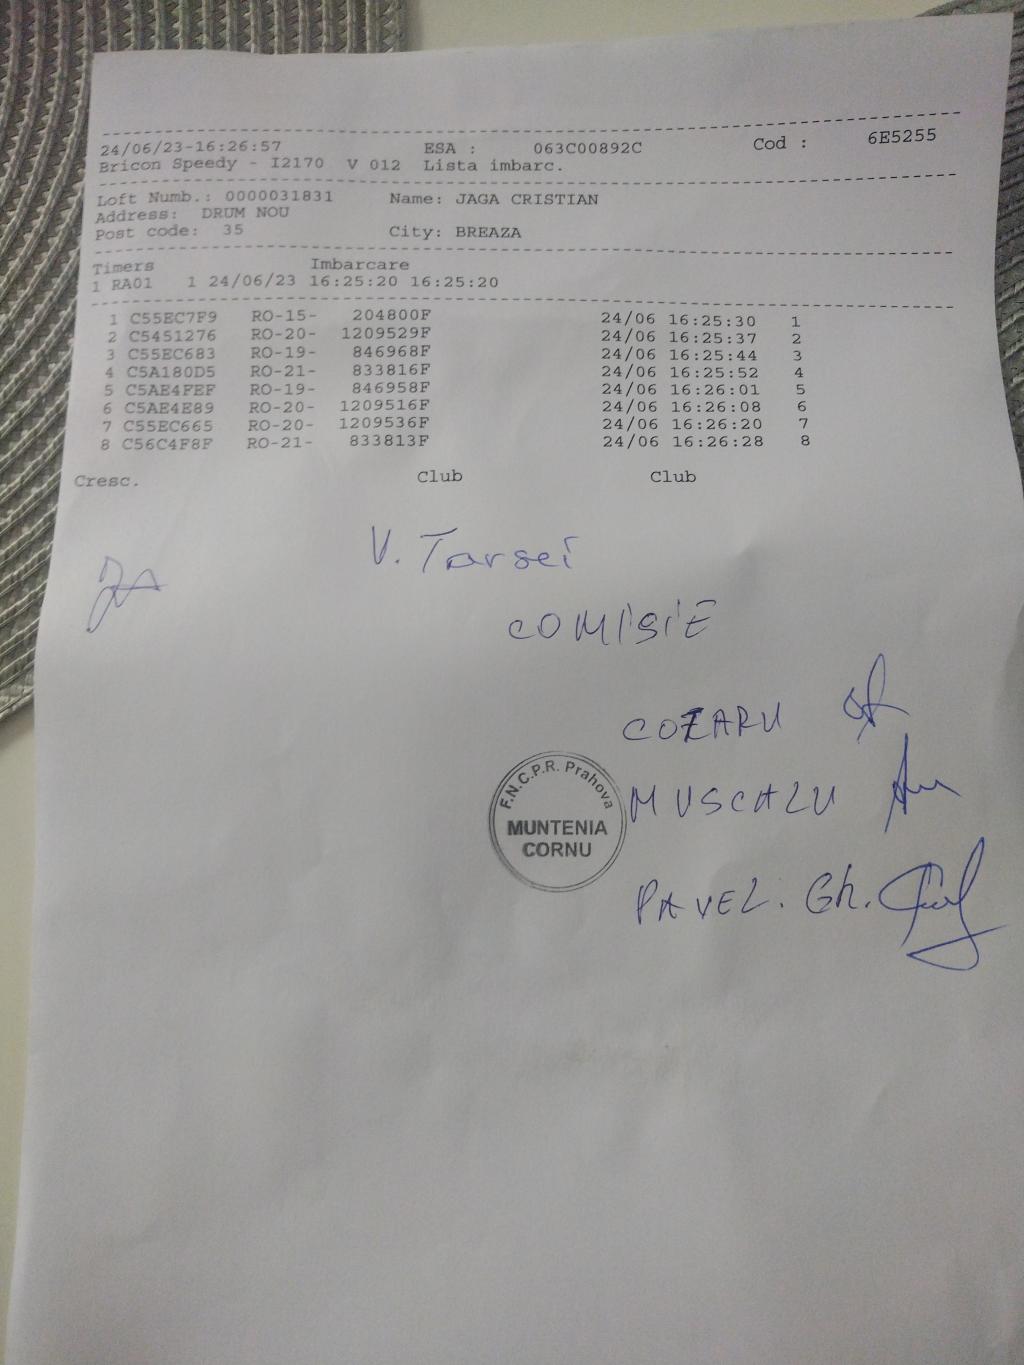 24/06/23-16:26:57 ESA : 063C00892C Cod : 6E5255
Bricon Speedy - I2170 V 012 Lista imbarc.
Loft Numb.: 0000031831 Name: JAGA CRISTIAN
Address: DRUM NOU
Post code: 35 City: BREAZA
Timers Imbarcare
1 RA01 1 24/06/23 16:25:20 16:25:20
1 C55EC7F9 RO-15- 204800F 24/06 16:25:30 1
2 C5451276 RO-20- 1209529F 24/06 16:25:37 2
3 C55EC683 RO-19- 846968F 24/06 16:25:44 3
4 C5A180D5 RO-21- 833816F 24/06 16:25:52 4
5 C5AE4FEF RO-19- 846958F 24/06 16:26:01 5
6 C5AE4E89 RO-20- 1209516F 24/06 16:26:08 6
7 C55EC665 RO-20- 1209536F 24/06 16:26:20 7
8 C56C4F8F RO-21- 833813F 24/06 16:26:28 8
Cresc. Club Club
V. Tarsei
COMISIE
COZARU
F.N.C.P.R. Prahova
MUNTENIA
CORNU
MUSCALU
PAVEL. Gh.